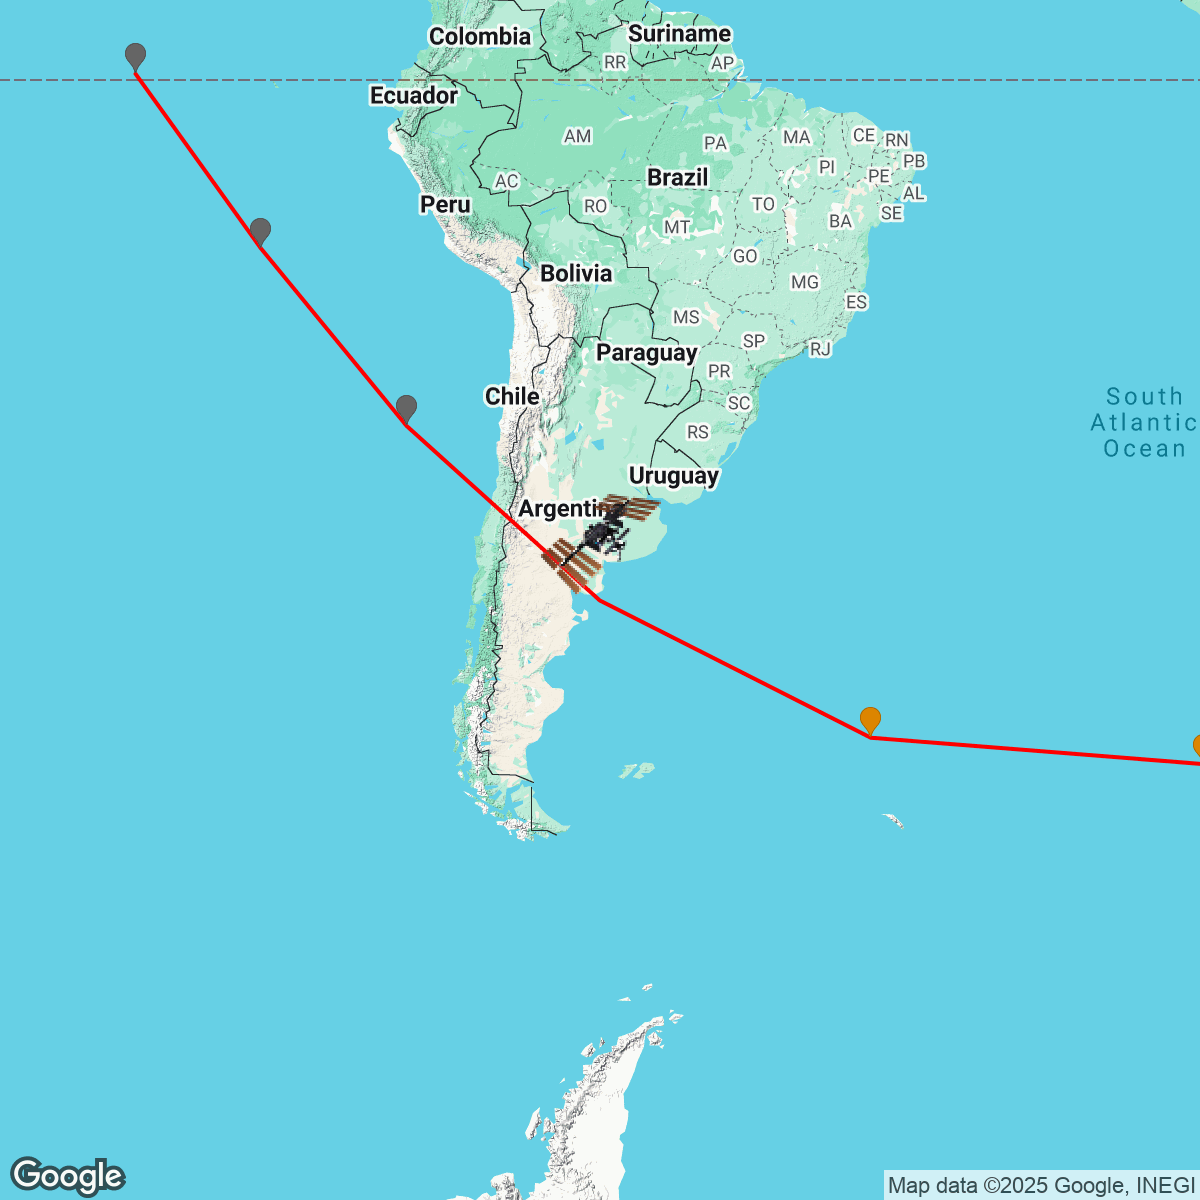 Colombia
Suriname
RR
AP
Ecuador
AM
PA
MA
CE
RN
PI
PB
PE
AC
Brazil
AL
Peru
RO
TO
SE
MT
BA
GO
Bolivia
MG
ES
MS
SP
RJ
Paraguay
PR
Chile
SC
South
Atlantic
Ocean
RS
Uruguay
Argentin
Google
Map data ©2025 Google, INEGI